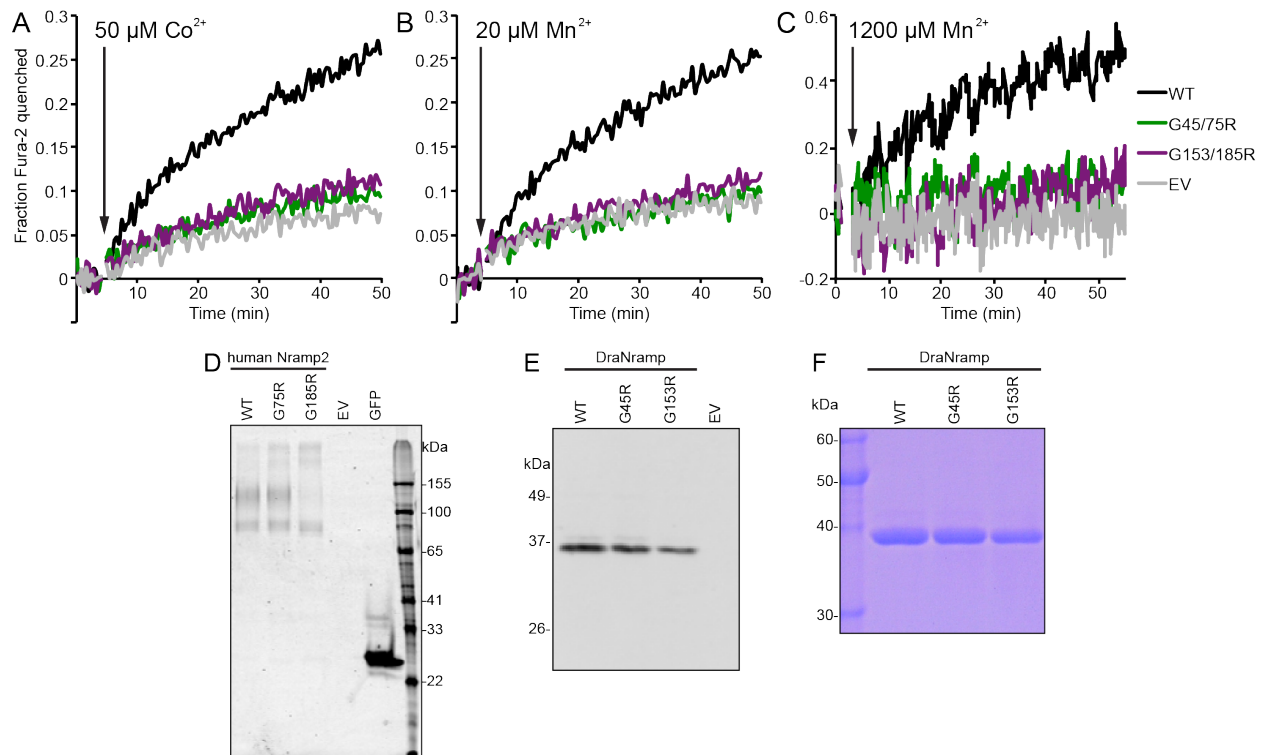 A
50 µM Co2+
Fraction Fura-2 quenched
0.3
0.25
0.2
0.15
0.1
0.05
0
10
20
30
40
50
Time (min)
B
20 µM Mn2+
0.3
0.25
0.2
0.15
0.1
0.05
0
10
20
30
40
50
Time (min)
C
1200 µM Mn2+
0.6
0.4
0.2
0
-0.2
0
10
20
30
40
50
Time (min)
WT
G45/75R
G153/185R
EV
D
human Nramp2
WT
G75R
G185R
EV
GFP
kDa
-155
-100
-65
-41
-33
-22
E
DraNramp
WT
G45R
G153R
EV
kDa
49-
37-
26-
F
DraNramp
kDa
WT
G45R
G153R
60-
50-
40-
30-